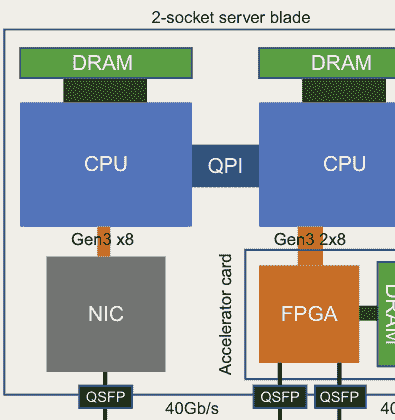 2-socket server blade
DRAM
DRAM
CPU
QPI
CPU
Gen3 x8
Gen3 2x8
Accelerator card
NIC
FPGA
DRAM
QSFP
QSFP
QSFP
40Gb/s
40